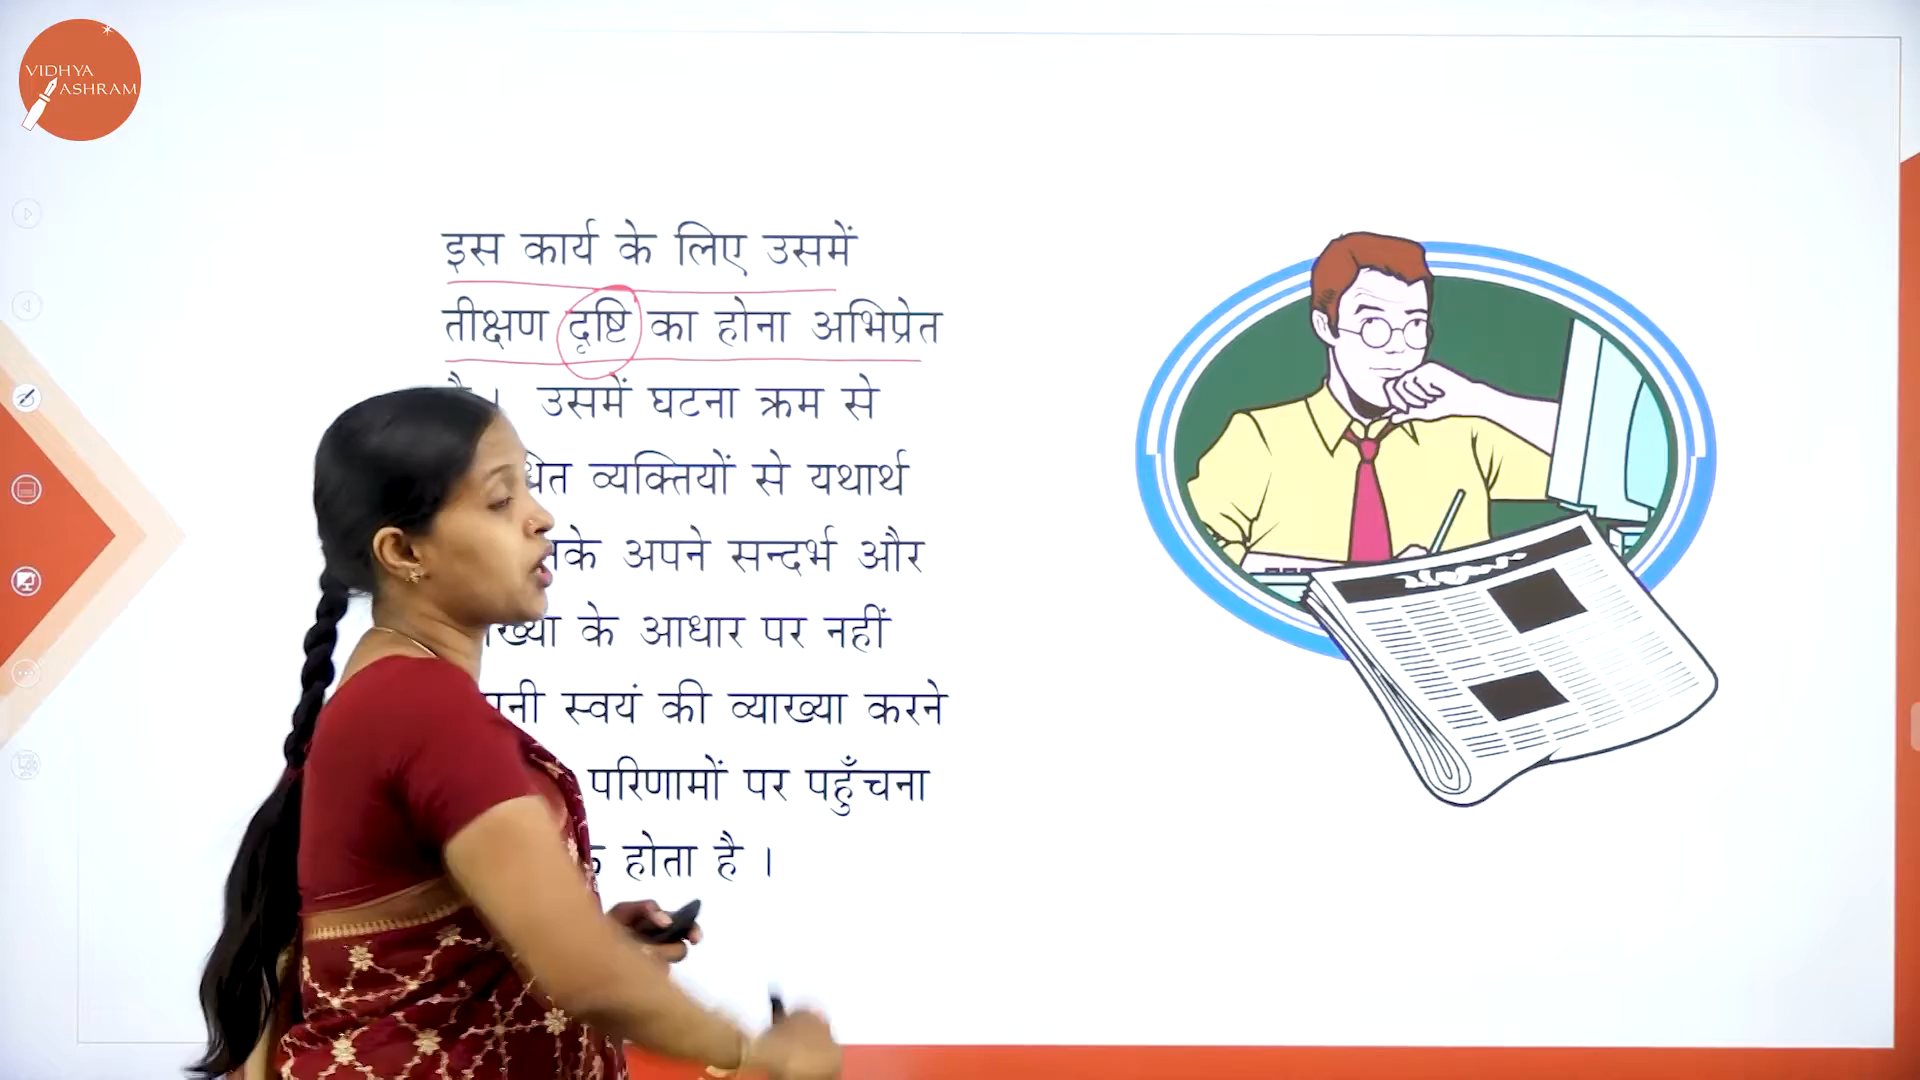 VIDHYA
ASHRAM
इस कार्य के लिए उसमें
तीक्षण दृष्टि का होना अभिप्रेत
है । उसमें घटना क्रम से
व्यक्तियों से यथार्थ
अपने सन्दर्भ और
के आधार पर नहीं
स्वयं की व्याख्या करने
परिणामों पर पहुँचना
होता है ।